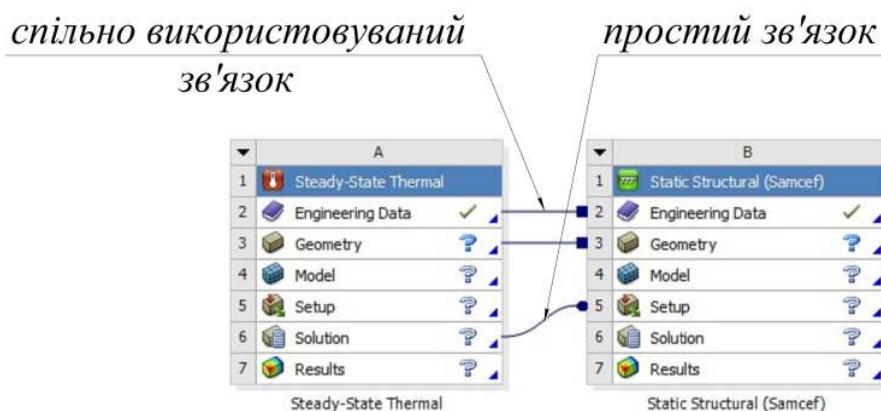 спільно використовуваний
зв'язок
простий зв'язок
A
1 Steady-State Thermal
2 Engineering Data
3 Geometry ?
4 Model ?
5 Setup ?
6 Solution ?
7 Results ?
Steady-State Thermal
B
1 Static Structural (Samcef)
2 Engineering Data
3 Geometry ?
4 Model ?
5 Setup ?
6 Solution ?
7 Results ?
Static Structural (Samcef)